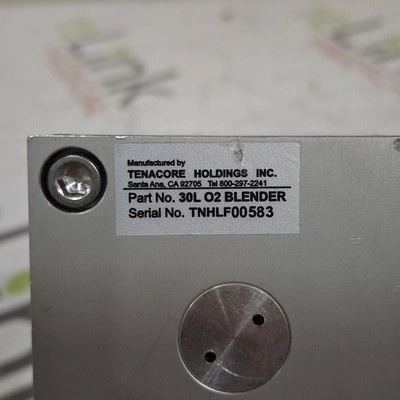 Manufactured by
TENACORE HOLDINGS INC.
Santa Ana, CA 92705 Tel 800-297-2241
Part No. 30L O2 BLENDER
Serial No. TNHLF00583